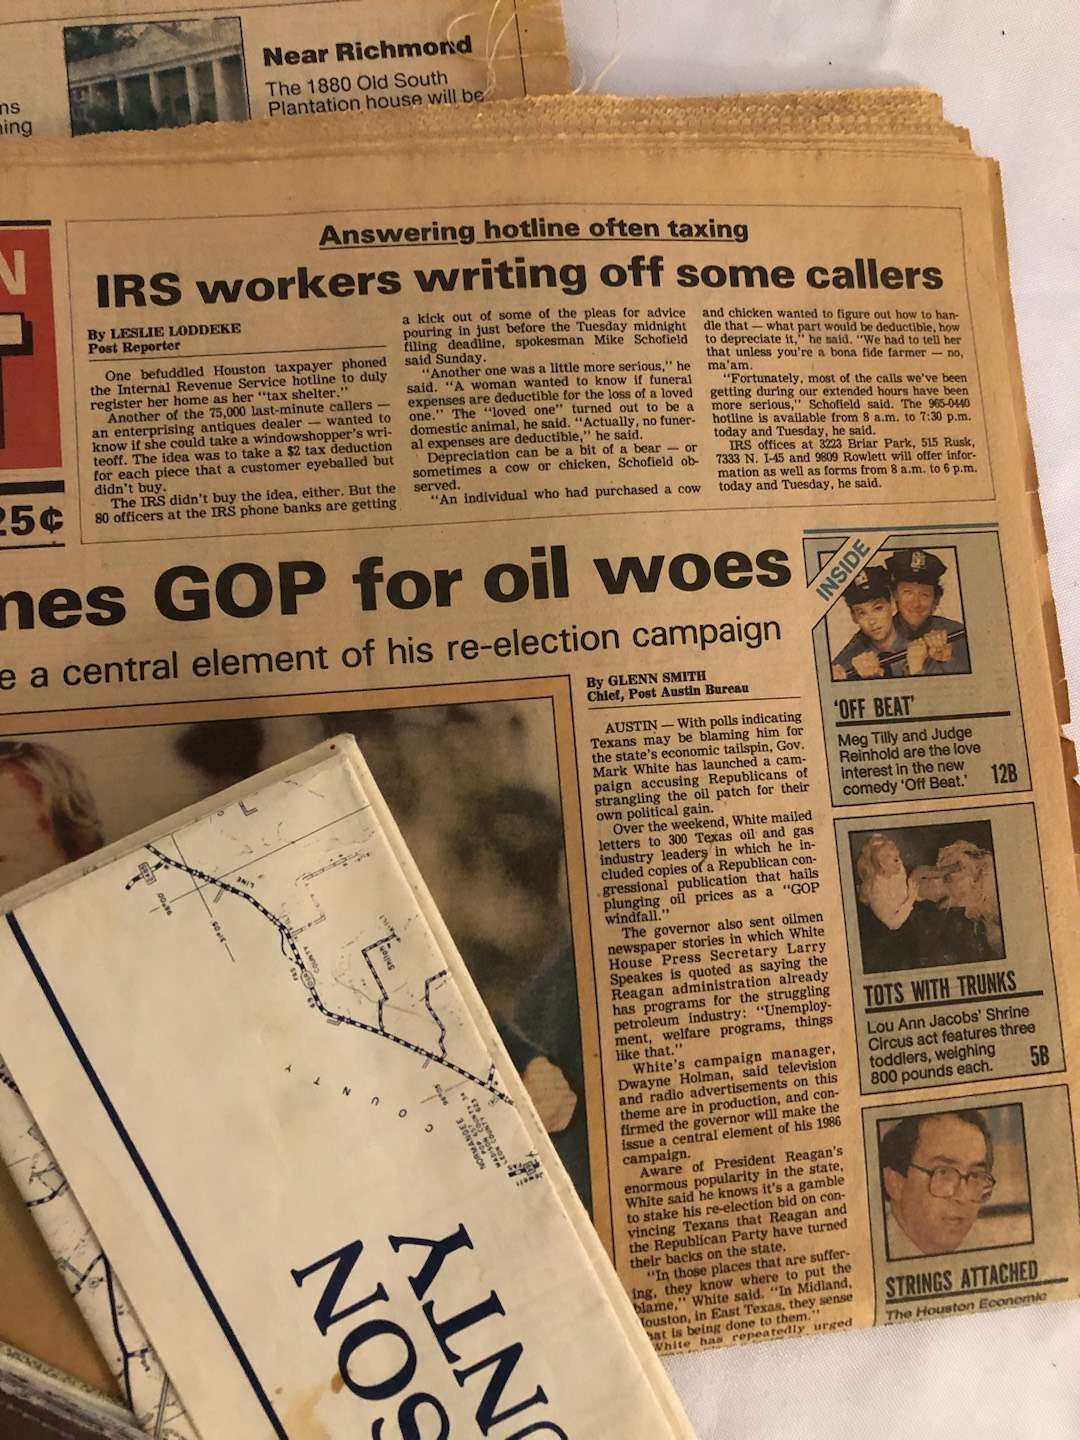 Near Richmond
The 1880 Old South
Plantation house will be
ns
ning
N
T
25¢
Answering hotline often taxing
IRS workers writing off some callers
By LESLIE LODDEKE
Post Reporter
One befuddled Houston taxpayer phoned
the Internal Revenue Service hotline to duly
register her home as her "tax shelter."
Another of the 75,000 last-minute callers —
an enterprising antiques dealer — wanted to
know if she could take a windowshopper's wri-
teoff. The idea was to take a $2 tax deduction
for each piece that a customer eyeballed but
didn't buy.
The IRS didn't buy the idea, either. But the
80 officers at the IRS phone banks are getting
a kick out of some of the pleas for advice
pouring in just before the Tuesday midnight
filing deadline, spokesman Mike Schofield
said Sunday.
"Another one was a little more serious," he
said. "A woman wanted to know if funeral
expenses are deductible for the loss of a loved
one." The "loved one" turned out to be a
domestic animal, he said. "Actually, no funer-
al expenses are deductible," he said.
Depreciation can be a bit of a bear — or
sometimes a cow or chicken, Schofield ob-
served.
"An individual who had purchased a cow
and chicken wanted to figure out how to han-
dle that — what part would be deductible, how
to depreciate it," he said. "We had to tell her
that unless you're a bona fide farmer — no,
ma'am.
"Fortunately, most of the calls we've been
getting during our extended hours have been
more serious," Schofield said. The 965-0440
hotline is available from 8 a.m. to 7:30 p.m.
today and Tuesday, he said.
IRS offices at 3223 Briar Park, 515 Rusk,
7333 N. I-45 and 9809 Rowlett will offer infor-
mation as well as forms from 8 a.m. to 6 p.m.
today and Tuesday, he said.
mes GOP for oil woes
e a central element of his re-election campaign
By GLENN SMITH
Chief, Post Austin Bureau
AUSTIN — With polls indicating
Texans may be blaming him for
the state's economic tailspin, Gov.
Mark White has launched a cam-
paign accusing Republicans of
strangling the oil patch for their
own political gain.
Over the weekend, White mailed
letters to 300 Texas oil and gas
industry leaders in which he in-
cluded copies of a Republican con-
gressional publication that hails
plunging oil prices as a "GOP
windfall."
The governor also sent oilmen
newspaper stories in which White
House Press Secretary Larry
Speakes is quoted as saying the
Reagan administration already
has programs for the struggling
petroleum industry: "Unemploy-
ment, welfare programs, things
like that."
White's campaign manager,
Dwayne Holman, said television
and radio advertisements on this
theme are in production, and con-
firmed the governor will make the
issue a central element of his 1986
campaign.
Aware of President Reagan's
enormous popularity in the state,
White said he knows it's a gamble
to stake his re-election bid on con-
vincing Texans that Reagan and
the Republican Party have turned
their backs on the state.
"In those places that are suffer-
ing, they know where to put the
blame," White said. "In Midland,
Houston, in East Texas, they sense
hat is being done to them."
White has repeatedly urged
INSIDE
'OFF BEAT'
Meg Tilly and Judge
Reinhold are the love
interest in the new
comedy 'Off Beat.' 12B
TOTS WITH TRUNKS
Lou Ann Jacobs' Shrine
Circus act features three
toddlers, weighing
800 pounds each. 5B
STRINGS ATTACHED
The Houston Economic
LINE
COUNTY
COUNTY
NORMANGEE
SON
UNTY